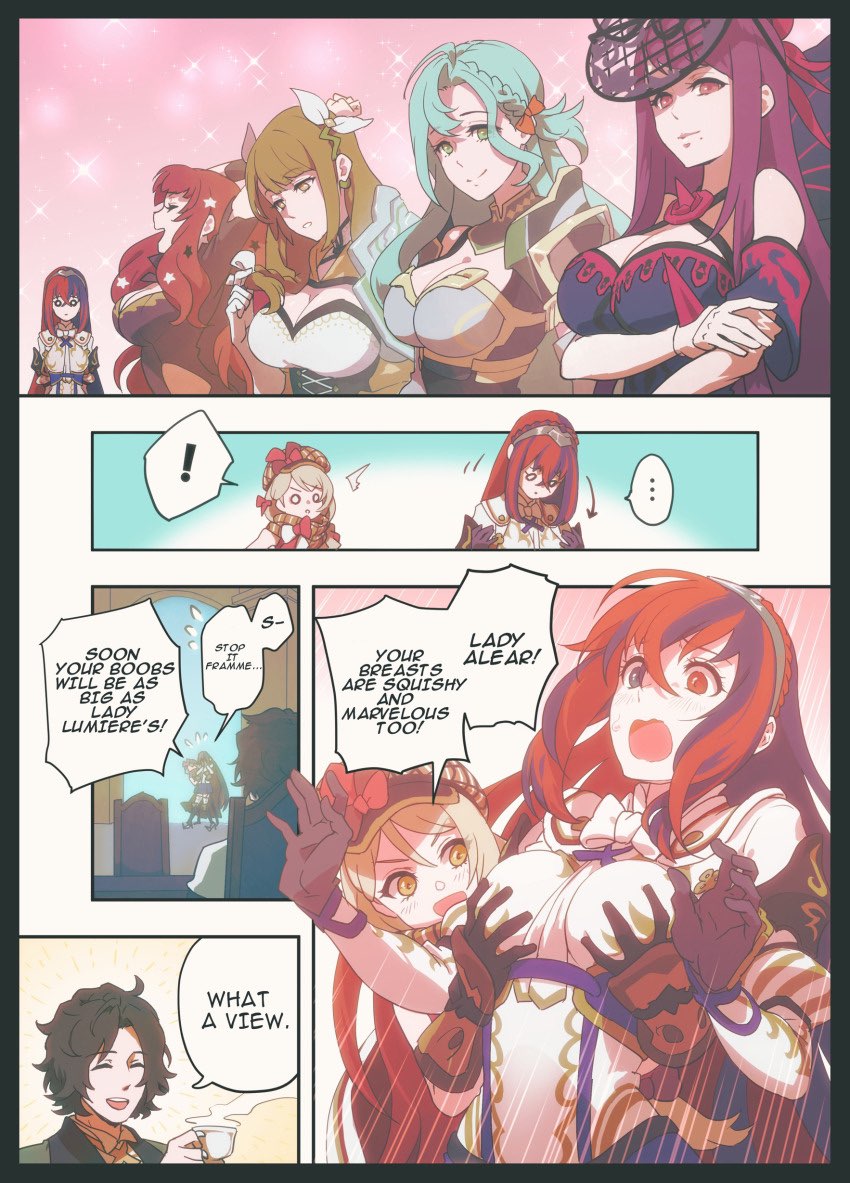 ...
!
LADY
ALEAR!
YOUR
BREASTS
ARE SQUISHY
AND
MARVELOUS
TOO!
S-
STOP
IT
FRAMME...
SOON
YOUR BOOBS
WILL BE AS
BIG AS
LADY
LUMIERE'S!
WHAT
A VIEW.